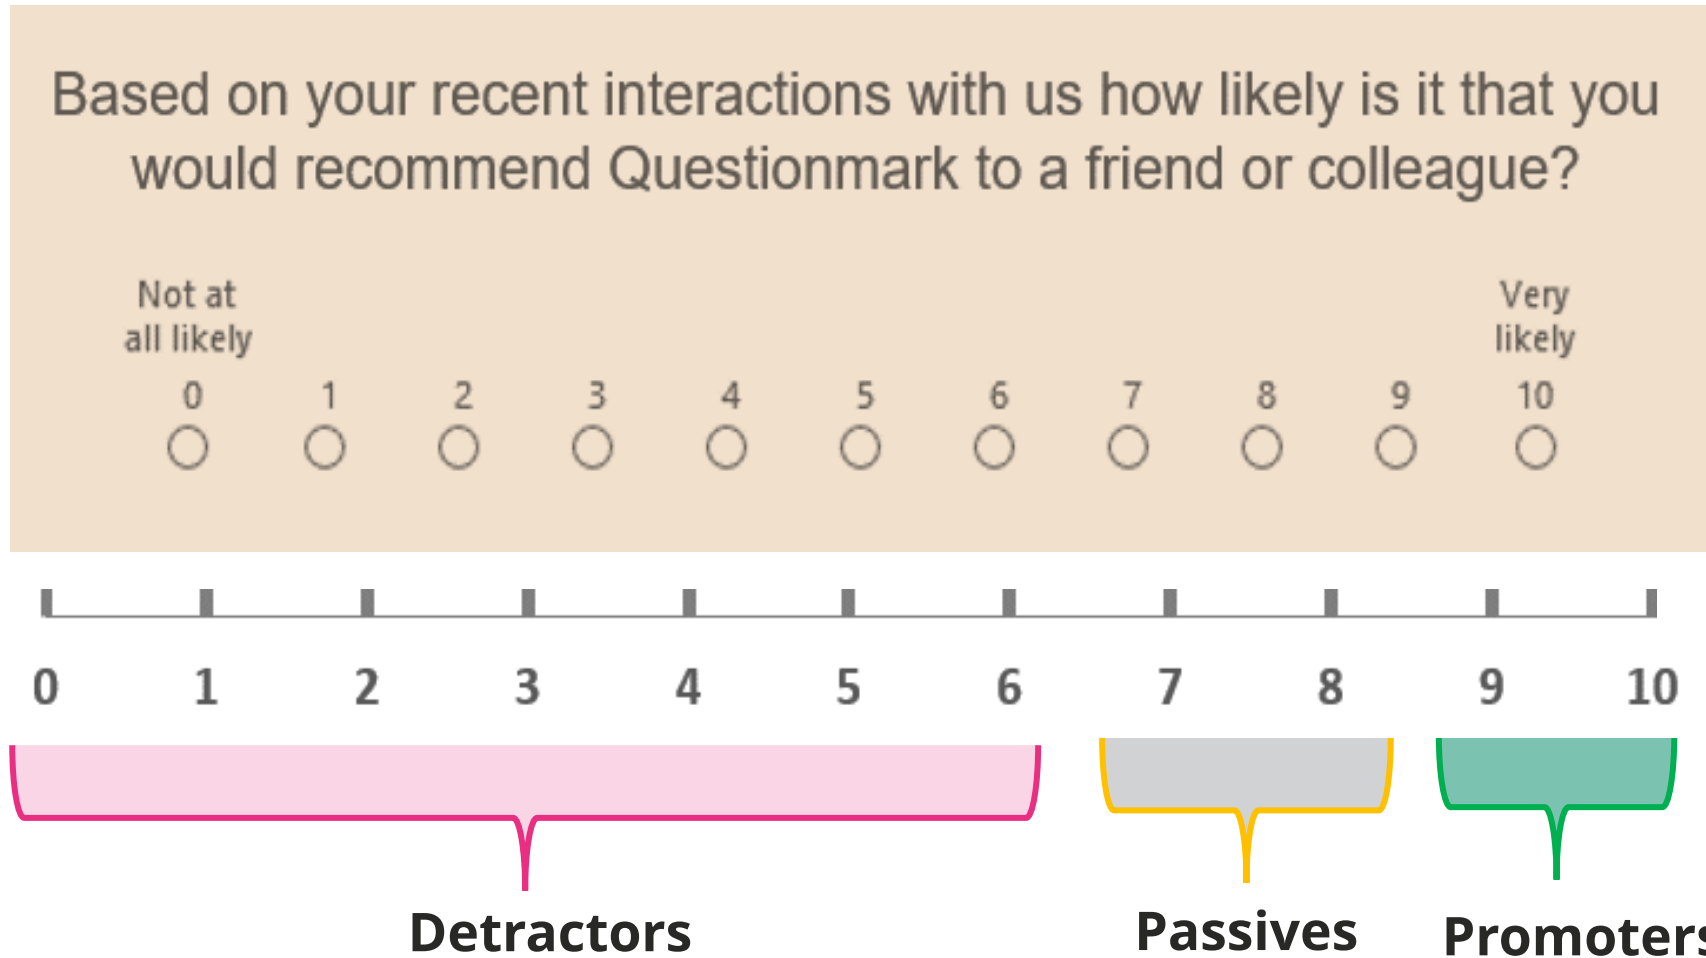 Based on your recent interactions with us how likely is it that you
would recommend Questionmark to a friend or colleague?
Not at
all likely
Very
likely
0 1 2 3 4 5 6 7 8 9 10
0 1 2 3 4 5 6 7 8 9 10
Detractors Passives Promoters